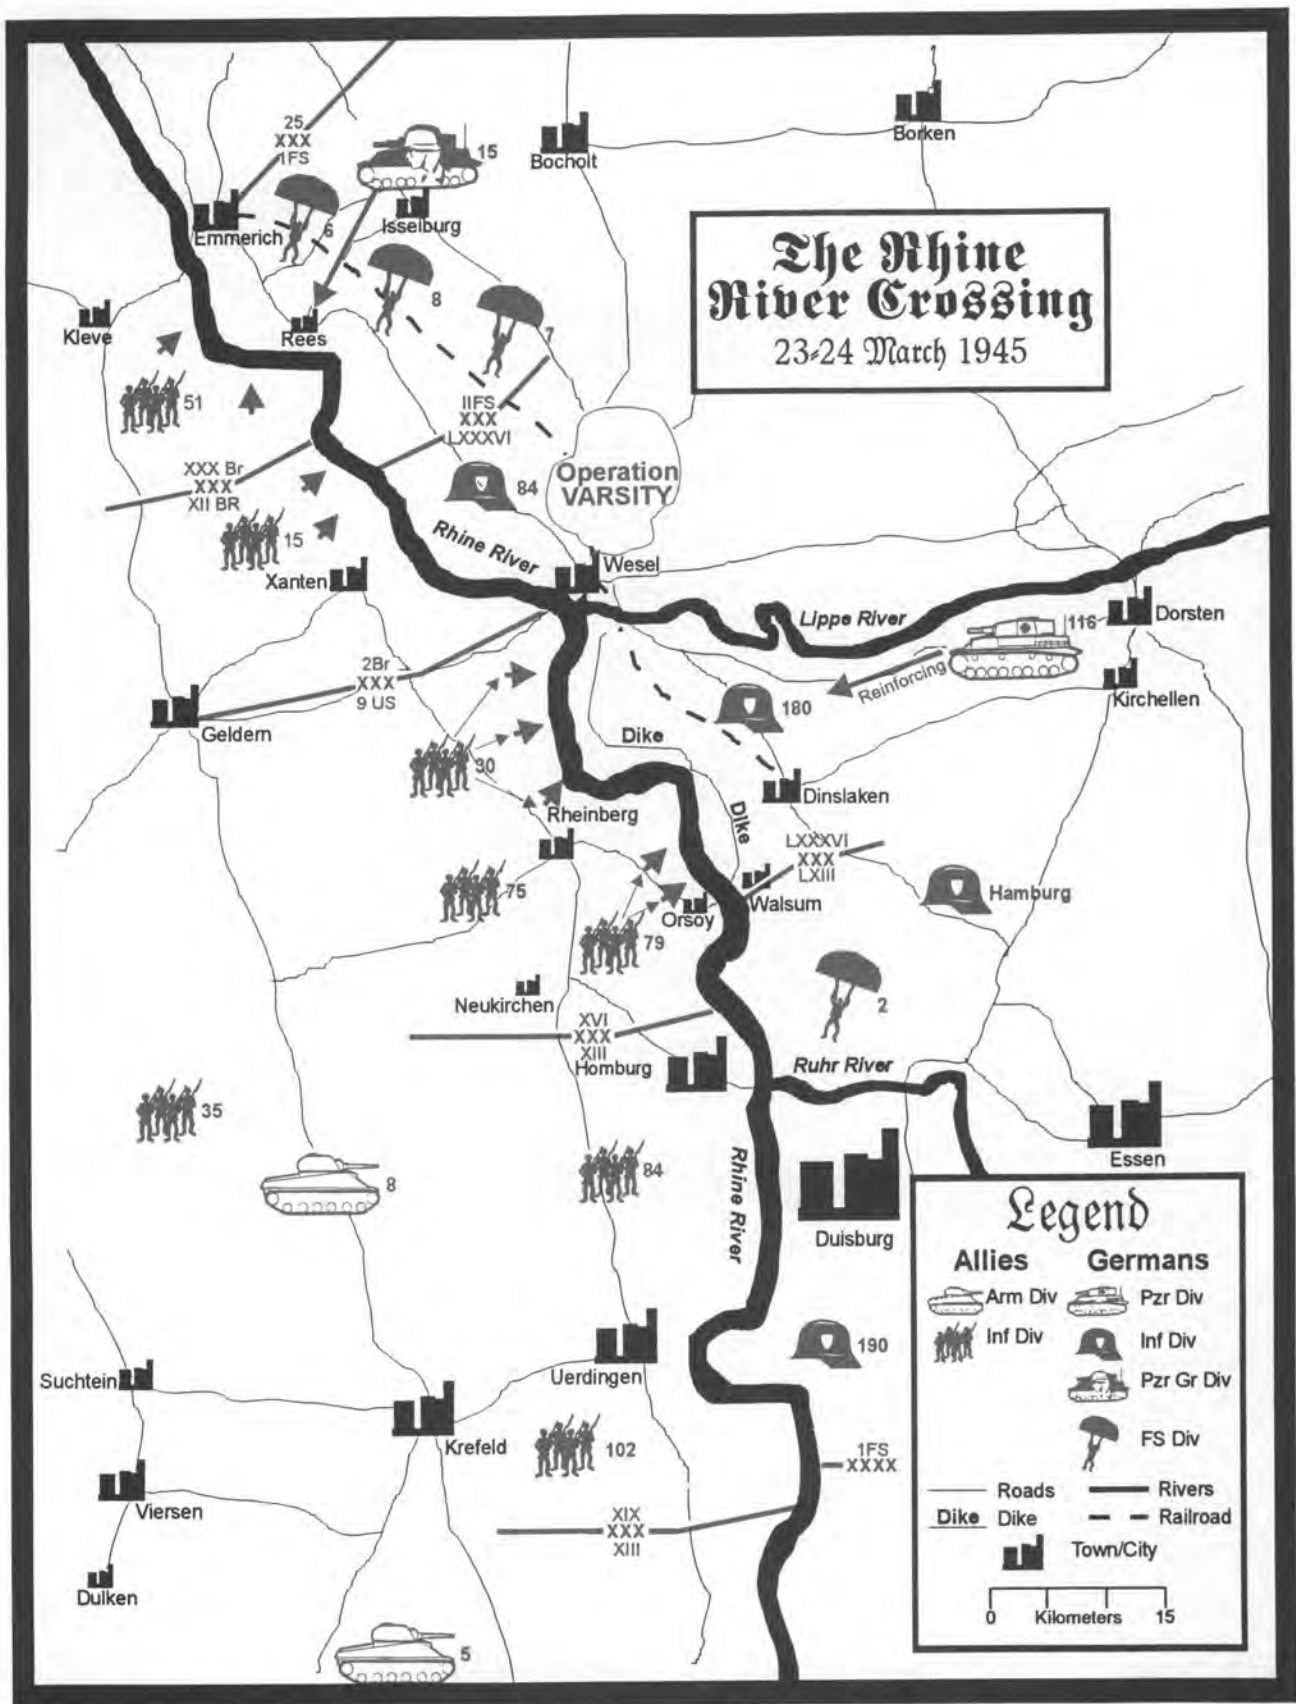 The Rhine
River Crossing
23-24 March 1945
25
XXX
1FS
15
Bocholt
Borken
Emmerich
6
Isselburg
8
7
Kleve
Rees
51
IIFS
XXX
LXXXVI
XXX Br
XXX
XII BR
84
Operation
VARSITY
15
Rhine River
Xanten
Wesel
Lippe River
116
Dorsten
Reinforcing
Kirchellen
2Br
XXX
9 US
Geldern
180
Dike
30
Rheinberg
Dinslaken
Dike
LXXXVI
XXX
LXIII
75
Orsoy
Walsum
Hamburg
79
Neukirchen
2
XVI
XXX
XIII
Homburg
Ruhr River
35
84
8
Rhine River
Essen
Duisburg
190
Suchtein
Uerdingen
Krefeld
102
1FS
XXXX
Viersen
XIX
XXX
XIII
Dulken
5
Legend
Allies Germans
Arm Div Pzr Div
Inf Div Inf Div
Pzr Gr Div
FS Div
Roads Rivers
Dike Dike Railroad
Town/City
0 Kilometers 15